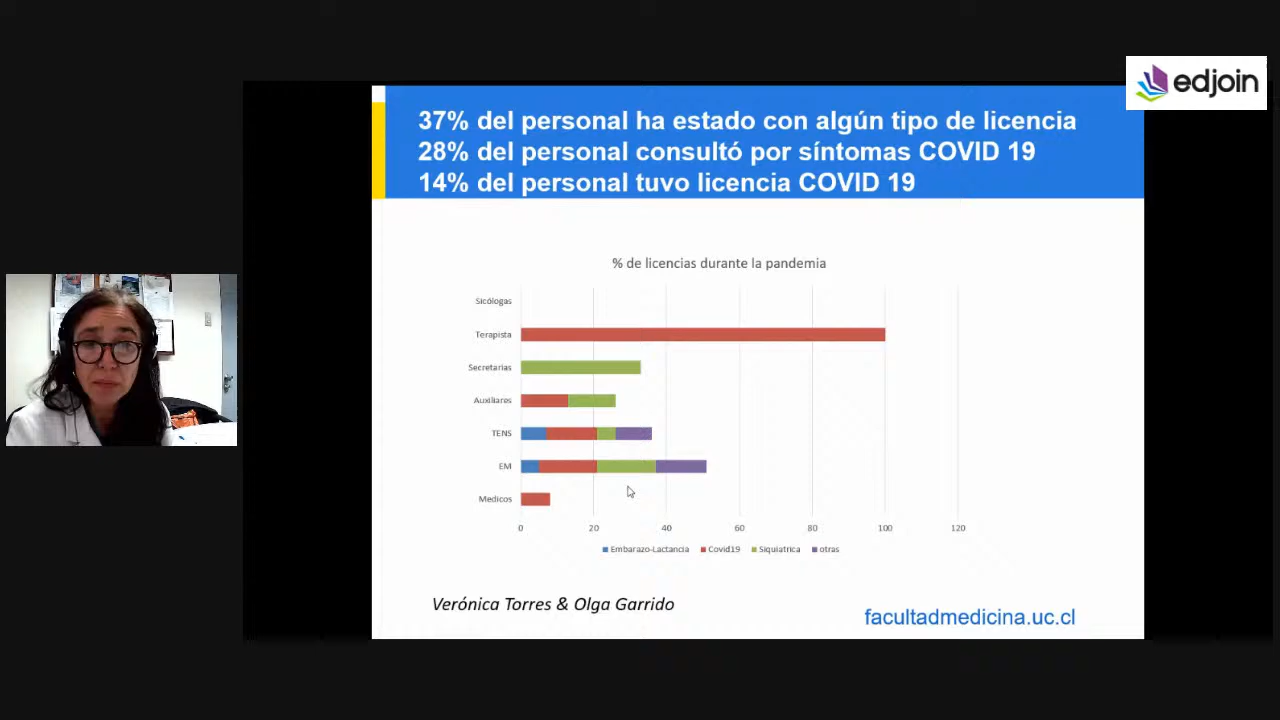 edjoin
37% del personal ha estado con algún tipo de licencia
28% del personal consultó por síntomas COVID 19
14% del personal tuvo licencia COVID 19
% de licencias durante la pandemia
Sicólogas
Terapista
Secretarias
Auxiliares
TENS
EM
Medicos
0 20 40 60 80 100 120
Embarazo-Lactancia Covid19 Siquiatrica otras
Verónica Torres & Olga Garrido
facultadmedicina.uc.cl